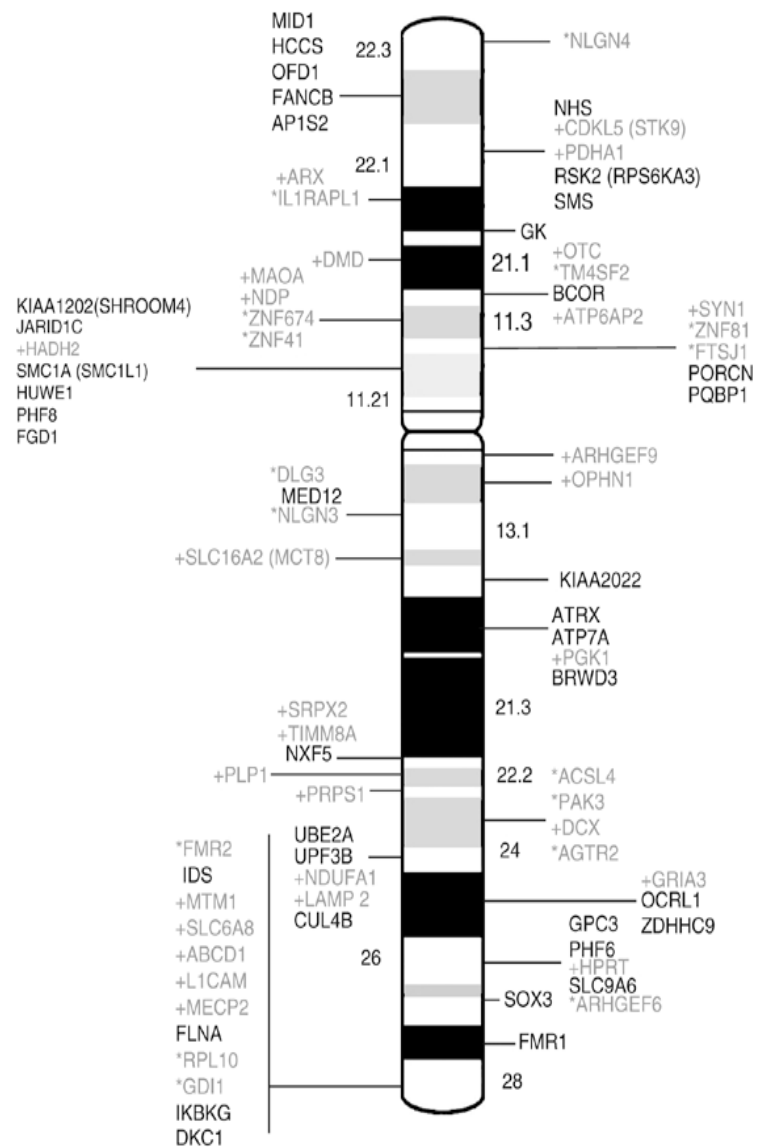 MID1
HCCS
OFD1
FANCB
AP1S2
22.3
*NLGN4
NHS
+CDKL5 (STK9)
+PDHA1
RSK2 (RPS6KA3)
SMS
22.1
+ARX
*IL1RAPL1
GK
+DMD
21.1
+OTC
*TM4SF2
BCOR
+ATP6AP2
+MAOA
+NDP
*ZNF674
*ZNF41
11.3
+SYN1
*ZNF81
*FTSJ1
PORCN
PQBP1
KIAA1202(SHROOM4)
JARID1C
+HADH2
SMC1A (SMC1L1)
HUWE1
PHF8
FGD1
11.21
+ARHGEF9
+OPHN1
*DLG3
MED12
*NLGN3
13.1
+SLC16A2 (MCT8)
KIAA2022
ATRX
ATP7A
+PGK1
BRWD3
21.3
+SRPX2
+TIMM8A
NXF5
+PLP1
22.2
+PRPS1
*ACSL4
*PAK3
+DCX
*AGTR2
24
UBE2A
UPF3B
+NDUFA1
+LAMP 2
CUL4B
+GRIA3
OCRL1
ZDHHC9
26
GPC3
PHF6
+HPRT
SLC9A6
*ARHGEF6
SOX3
FMR1
28
*FMR2
IDS
+MTM1
+SLC6A8
+ABCD1
+L1CAM
+MECP2
FLNA
*RPL10
*GDI1
IKBKG
DKC1